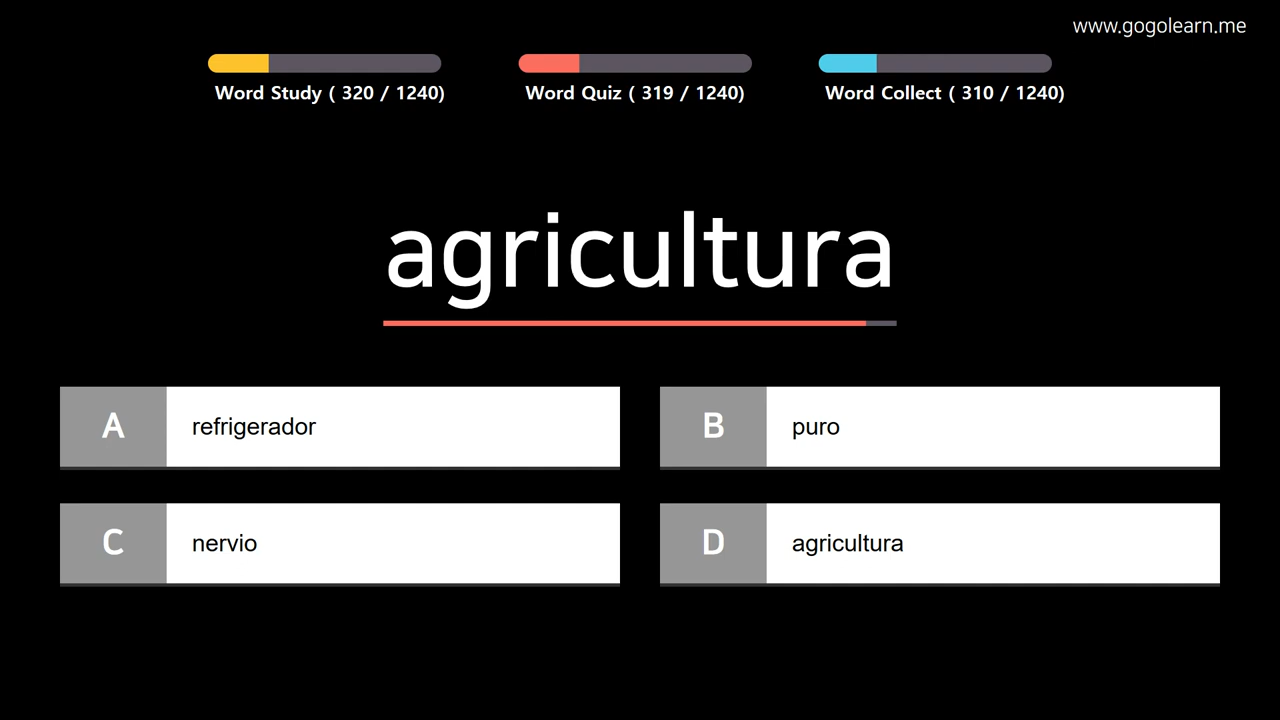 www.gogolearn.me
Word Study ( 320 / 1240)
Word Quiz ( 319 / 1240)
Word Collect ( 310 / 1240)
agricultura
A
refrigerador
B
puro
C
nervio
D
agricultura